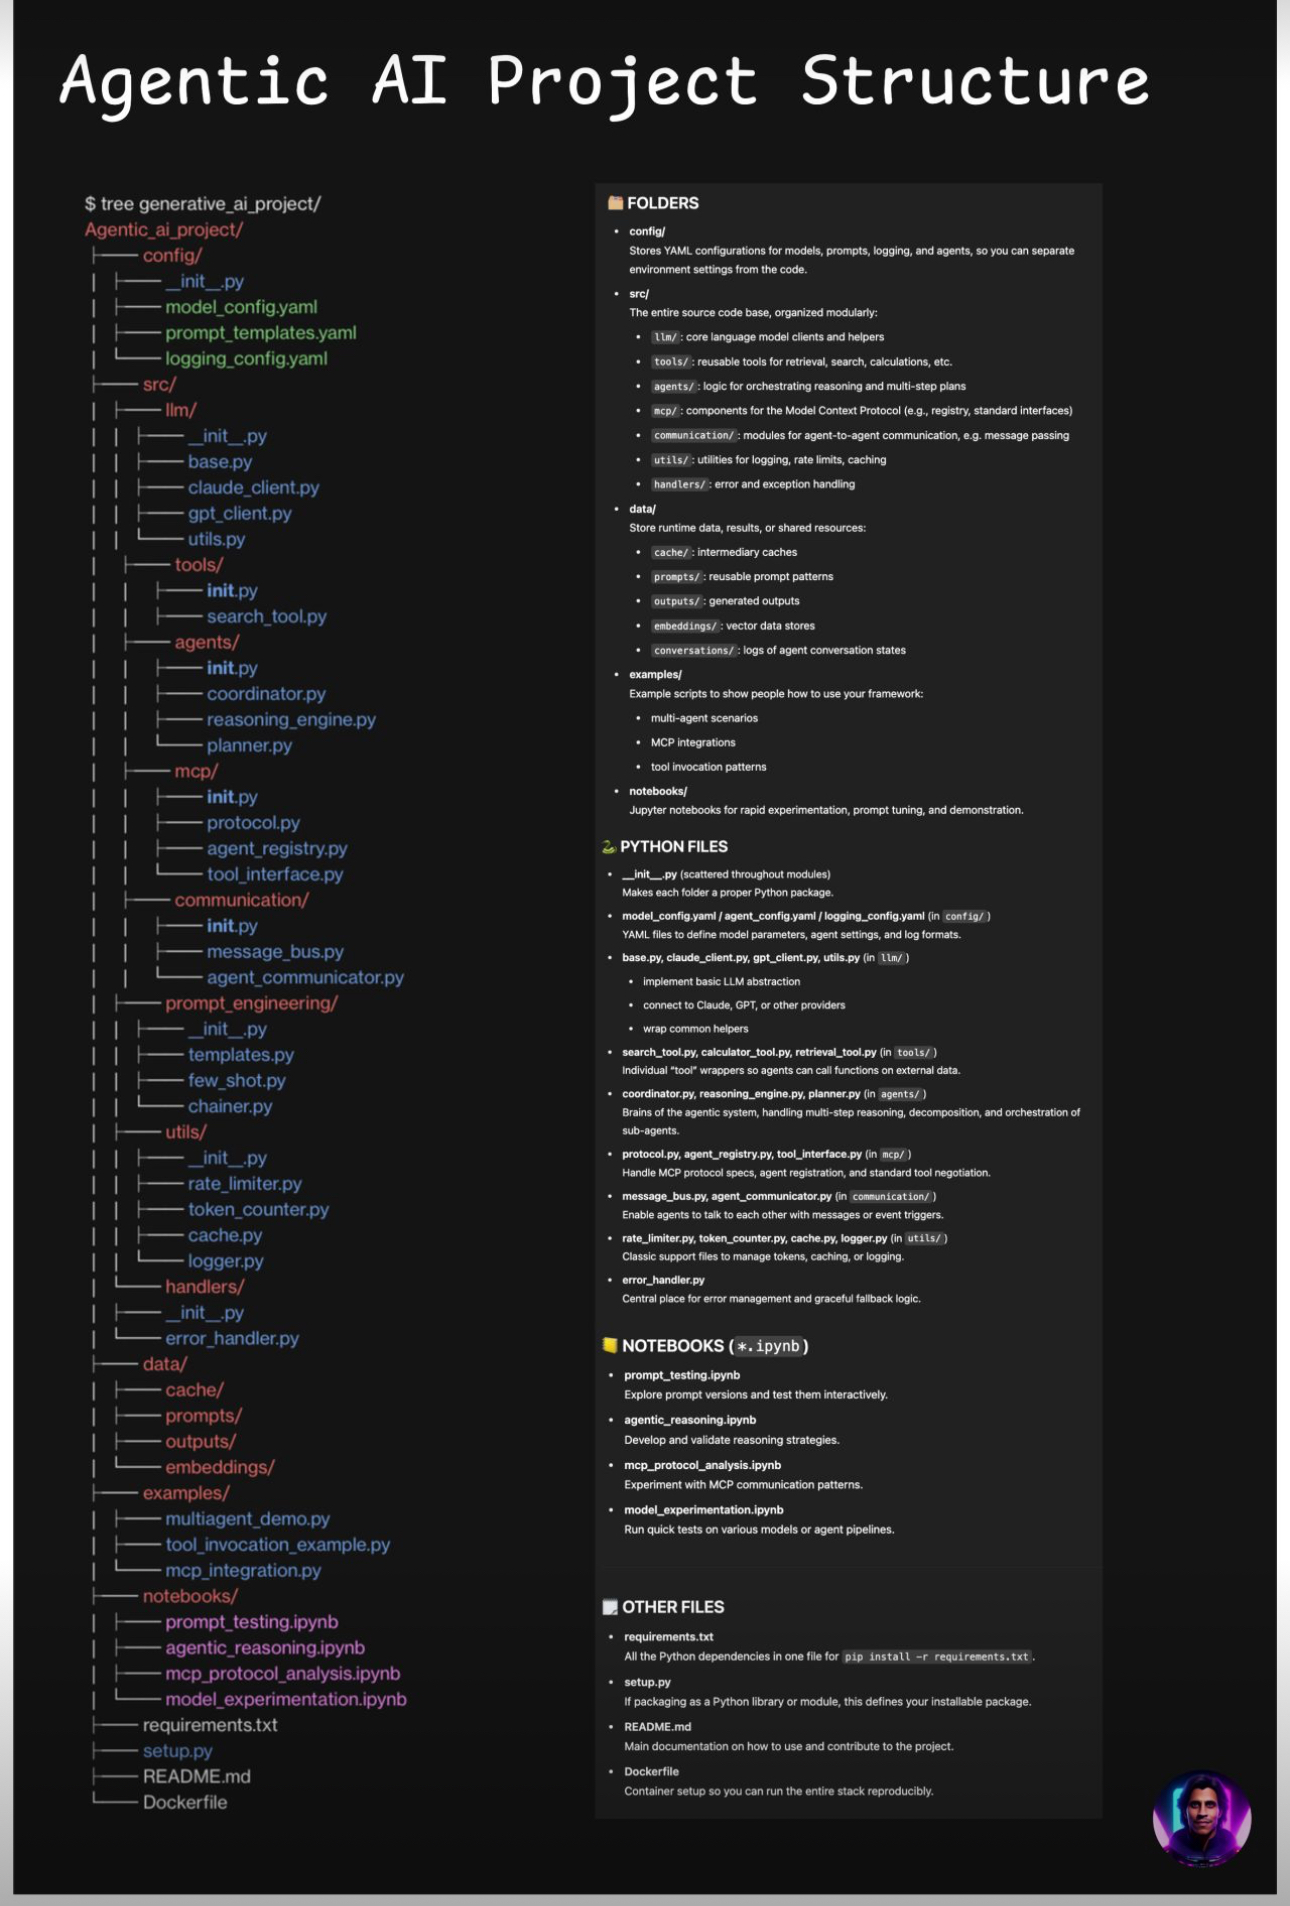 Agentic AI Project Structure
$ tree generative_ai_project/
Agentic_ai_project/
├── config/
│ ├── __init__.py
│ ├── model_config.yaml
│ ├── prompt_templates.yaml
│ └── logging_config.yaml
├── src/
│ ├── llm/
│ │ ├── __init__.py
│ │ ├── base.py
│ │ ├── claude_client.py
│ │ ├── gpt_client.py
│ │ └── utils.py
│ ├── tools/
│ │ ├── init.py
│ │ ├── search_tool.py
│ ├── agents/
│ │ ├── init.py
│ │ ├── coordinator.py
│ │ ├── reasoning_engine.py
│ │ └── planner.py
│ ├── mcp/
│ │ ├── init.py
│ │ ├── protocol.py
│ │ ├── agent_registry.py
│ │ └── tool_interface.py
│ ├── communication/
│ │ ├── init.py
│ │ ├── message_bus.py
│ │ └── agent_communicator.py
│ ├── prompt_engineering/
│ │ ├── __init__.py
│ │ ├── templates.py
│ │ ├── few_shot.py
│ │ └── chainer.py
│ ├── utils/
│ │ ├── __init__.py
│ │ ├── rate_limiter.py
│ │ ├── token_counter.py
│ │ ├── cache.py
│ │ └── logger.py
│ └── handlers/
│ ├── __init__.py
│ └── error_handler.py
├── data/
│ ├── cache/
│ ├── prompts/
│ ├── outputs/
│ └── embeddings/
├── examples/
│ ├── multiagent_demo.py
│ ├── tool_invocation_example.py
│ └── mcp_integration.py
├── notebooks/
│ ├── prompt_testing.ipynb
│ ├── agentic_reasoning.ipynb
│ ├── mcp_protocol_analysis.ipynb
│ └── model_experimentation.ipynb
├── requirements.txt
├── setup.py
├── README.md
└── Dockerfile
FOLDERS
• config/
Stores YAML configurations for models, prompts, logging, and agents, so you can separate
environment settings from the code.
• src/
The entire source code base, organized modularly:
• llm/ : core language model clients and helpers
• tools/ : reusable tools for retrieval, search, calculations, etc.
• agents/ : logic for orchestrating reasoning and multi-step plans
• mcp/ : components for the Model Context Protocol (e.g., registry, standard interfaces)
• communication/ : modules for agent-to-agent communication, e.g. message passing
• utils/ : utilities for logging, rate limits, caching
• handlers/ : error and exception handling
• data/
Store runtime data, results, or shared resources:
• cache/ : intermediary caches
• prompts/ : reusable prompt patterns
• outputs/ : generated outputs
• embeddings/ : vector data stores
• conversations/ : logs of agent conversation states
• examples/
Example scripts to show people how to use your framework:
• multi-agent scenarios
• MCP integrations
• tool invocation patterns
• notebooks/
Jupyter notebooks for rapid experimentation, prompt tuning, and demonstration.
PYTHON FILES
• __init__.py (scattered throughout modules)
Makes each folder a proper Python package.
• model_config.yaml / agent_config.yaml / logging_config.yaml (in config/ )
YAML files to define model parameters, agent settings, and log formats.
• base.py, claude_client.py, gpt_client.py, utils.py (in llm/ )
• implement basic LLM abstraction
• connect to Claude, GPT, or other providers
• wrap common helpers
• search_tool.py, calculator_tool.py, retrieval_tool.py (in tools/ )
Individual “tool” wrappers so agents can call functions on external data.
• coordinator.py, reasoning_engine.py, planner.py (in agents/ )
Brains of the agentic system, handling multi-step reasoning, decomposition, and orchestration of
sub-agents.
• protocol.py, agent_registry.py, tool_interface.py (in mcp/ )
Handle MCP protocol specs, agent registration, and standard tool negotiation.
• message_bus.py, agent_communicator.py (in communication/ )
Enable agents to talk to each other with messages or event triggers.
• rate_limiter.py, token_counter.py, cache.py, logger.py (in utils/ )
Classic support files to manage tokens, caching, or logging.
• error_handler.py
Central place for error management and graceful fallback logic.
NOTEBOOKS (*.ipynb)
• prompt_testing.ipynb
Explore prompt versions and test them interactively.
• agentic_reasoning.ipynb
Develop and validate reasoning strategies.
• mcp_protocol_analysis.ipynb
Experiment with MCP communication patterns.
• model_experimentation.ipynb
Run quick tests on various models or agent pipelines.
OTHER FILES
• requirements.txt
All the Python dependencies in one file for pip install -r requirements.txt .
• setup.py
If packaging as a Python library or module, this defines your installable package.
• README.md
Main documentation on how to use and contribute to the project.
• Dockerfile
Container setup so you can run the entire stack reproducibly.